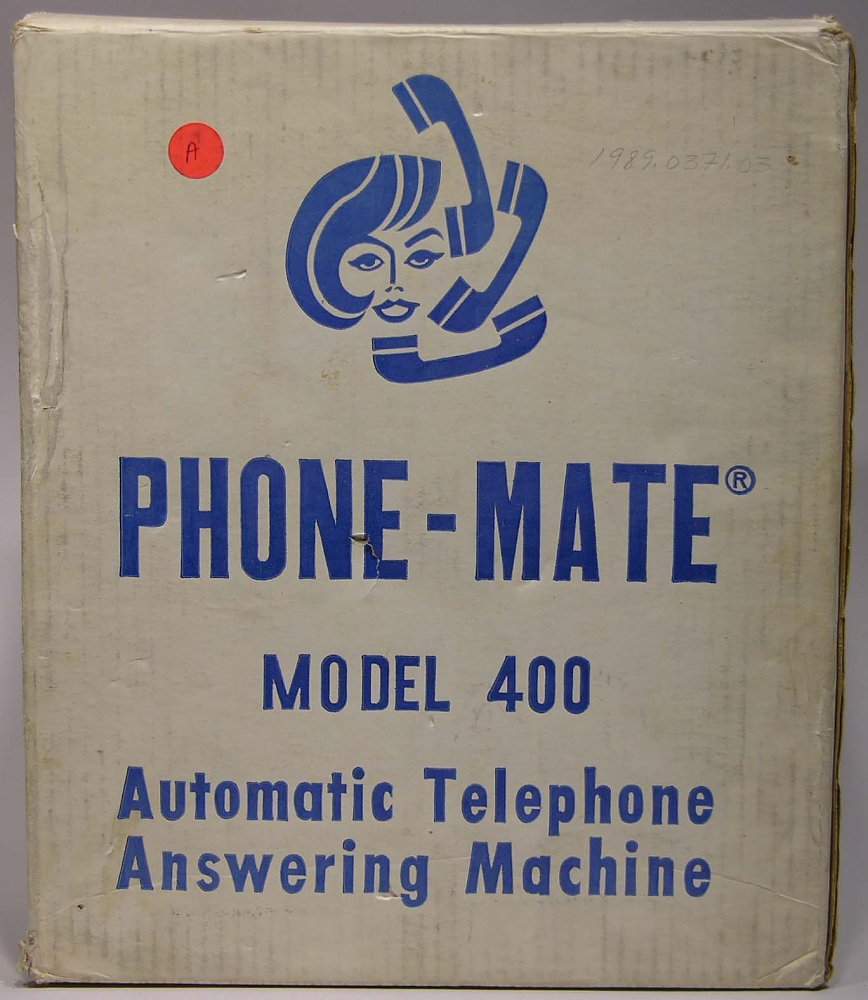 A
1989.0371.03
PHONE-MATE®
MODEL 400
Automatic Telephone
Answering Machine